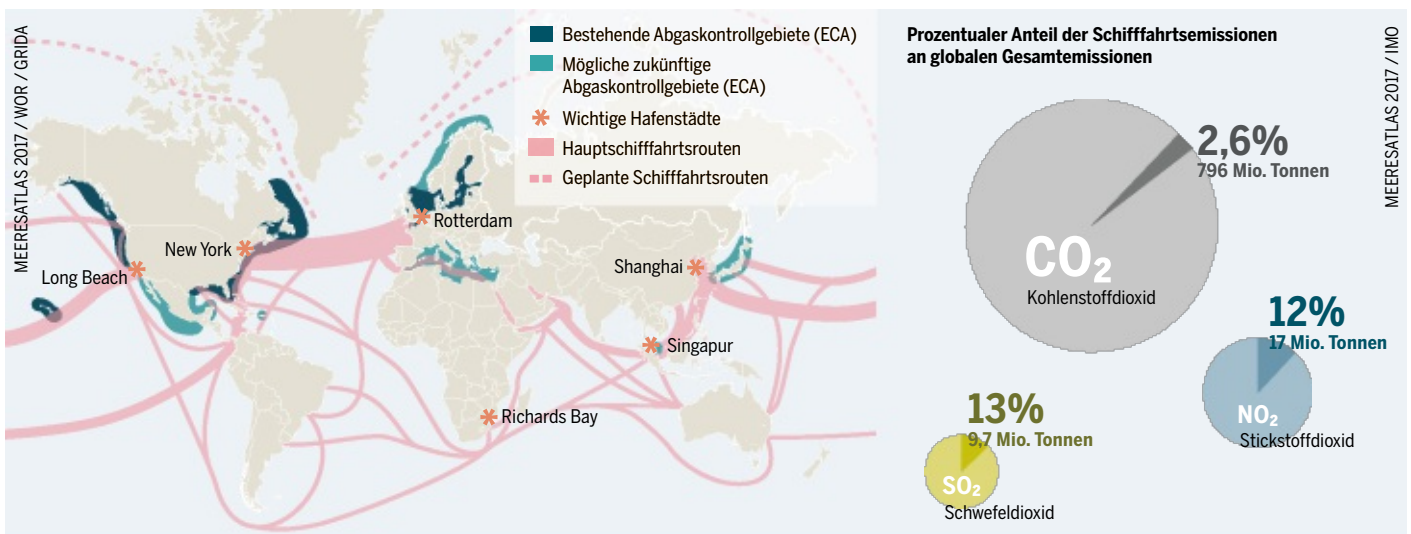 MEERESATLAS 2017 / WOR / GRIDA
Bestehende Abgaskontrollgebiete (ECA)
Mögliche zukünftige
Abgaskontrollgebiete (ECA)
Wichtige Hafenstädte
Hauptschifffahrtsrouten
Geplante Schifffahrtsrouten
Rotterdam
New York
Long Beach
Shanghai
Singapur
Richards Bay
Prozentualer Anteil der Schifffahrtsemissionen
an globalen Gesamtemissionen
MEERESATLAS 2017 / IMO
2,6%
796 Mio. Tonnen
CO₂
Kohlenstoffdioxid
12%
17 Mio. Tonnen
NO₂
Stickstoffdioxid
13%
9,7 Mio. Tonnen
SO₂
Schwefeldioxid